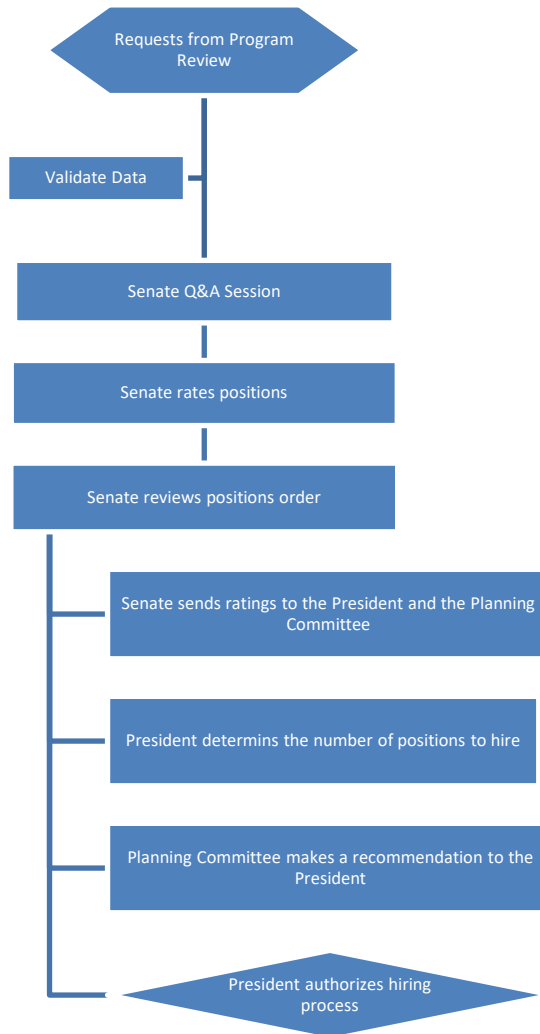 Requests from Program
Review
Validate Data
Senate Q&A Session
Senate rates positions
Senate reviews positions order
Senate sends ratings to the President and the Planning
Committee
President determins the number of positions to hire
Planning Committee makes a recommendation to the
President
President authorizes hiring
process